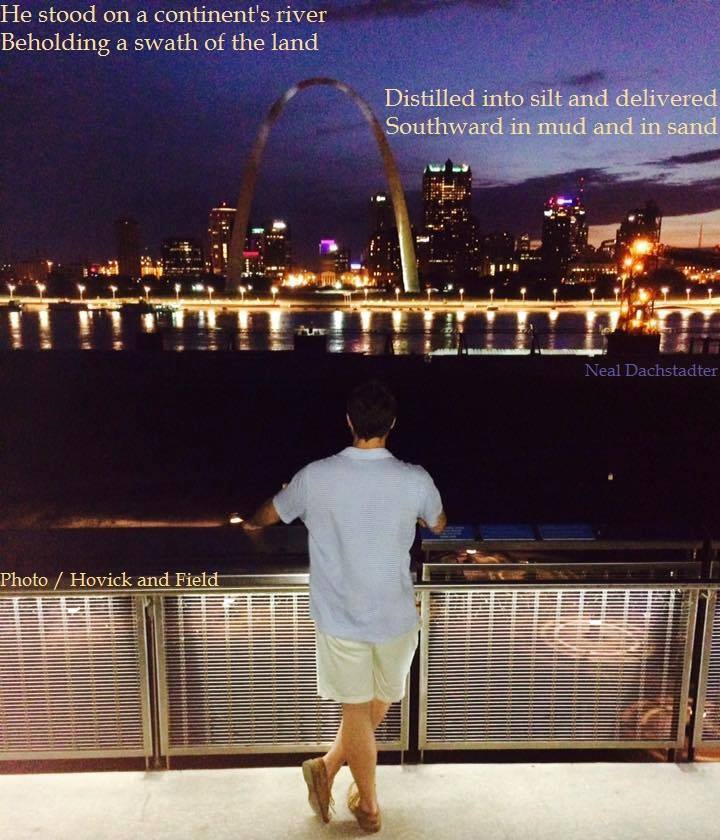 He stood on a continent's river
Beholding a swath of the land
Distilled into silt and delivered
Southward in mud and in sand
Neal Dachstadter
Photo / Hovick and Field